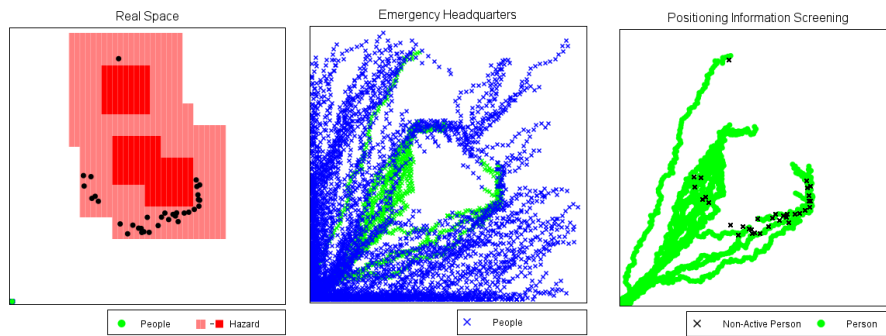 Real Space
Emergency Headquarters
Positioning Information Screening
People
Hazard
People
Non-Active Person
Person